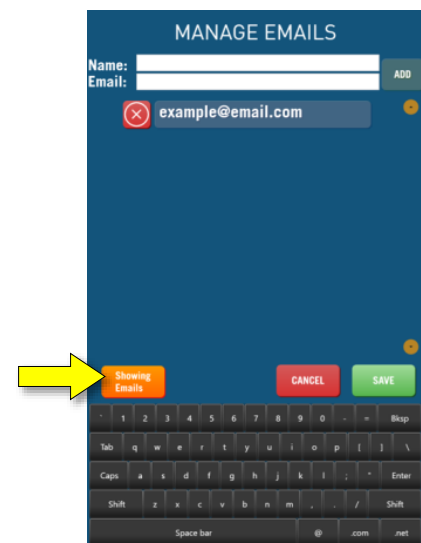 MANAGE EMAILS
Name:
Email:
ADD
example@email.com
Showing
Emails
CANCEL
SAVE
` 1 2 3 4 5 6 7 8 9 0 - = Bksp
Tab q w e r t y u i o p [ ] \
Caps a s d f g h j k l ; " Enter
Shift z x c v b n m , . / Shift
Space bar @ .com .net